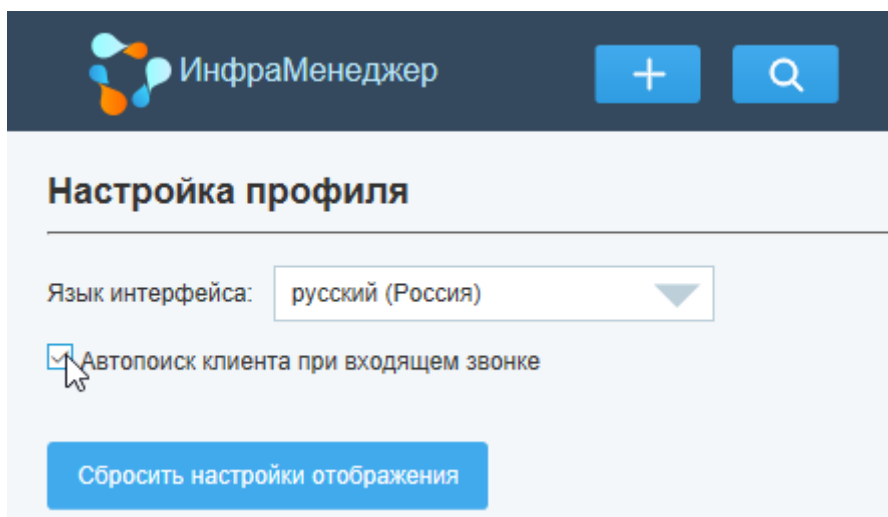 ИнфраМенеджер
Настройка профиля
Язык интерфейса: русский (Россия)
Автопоиск клиента при входящем звонке
Сбросить настройки отображения